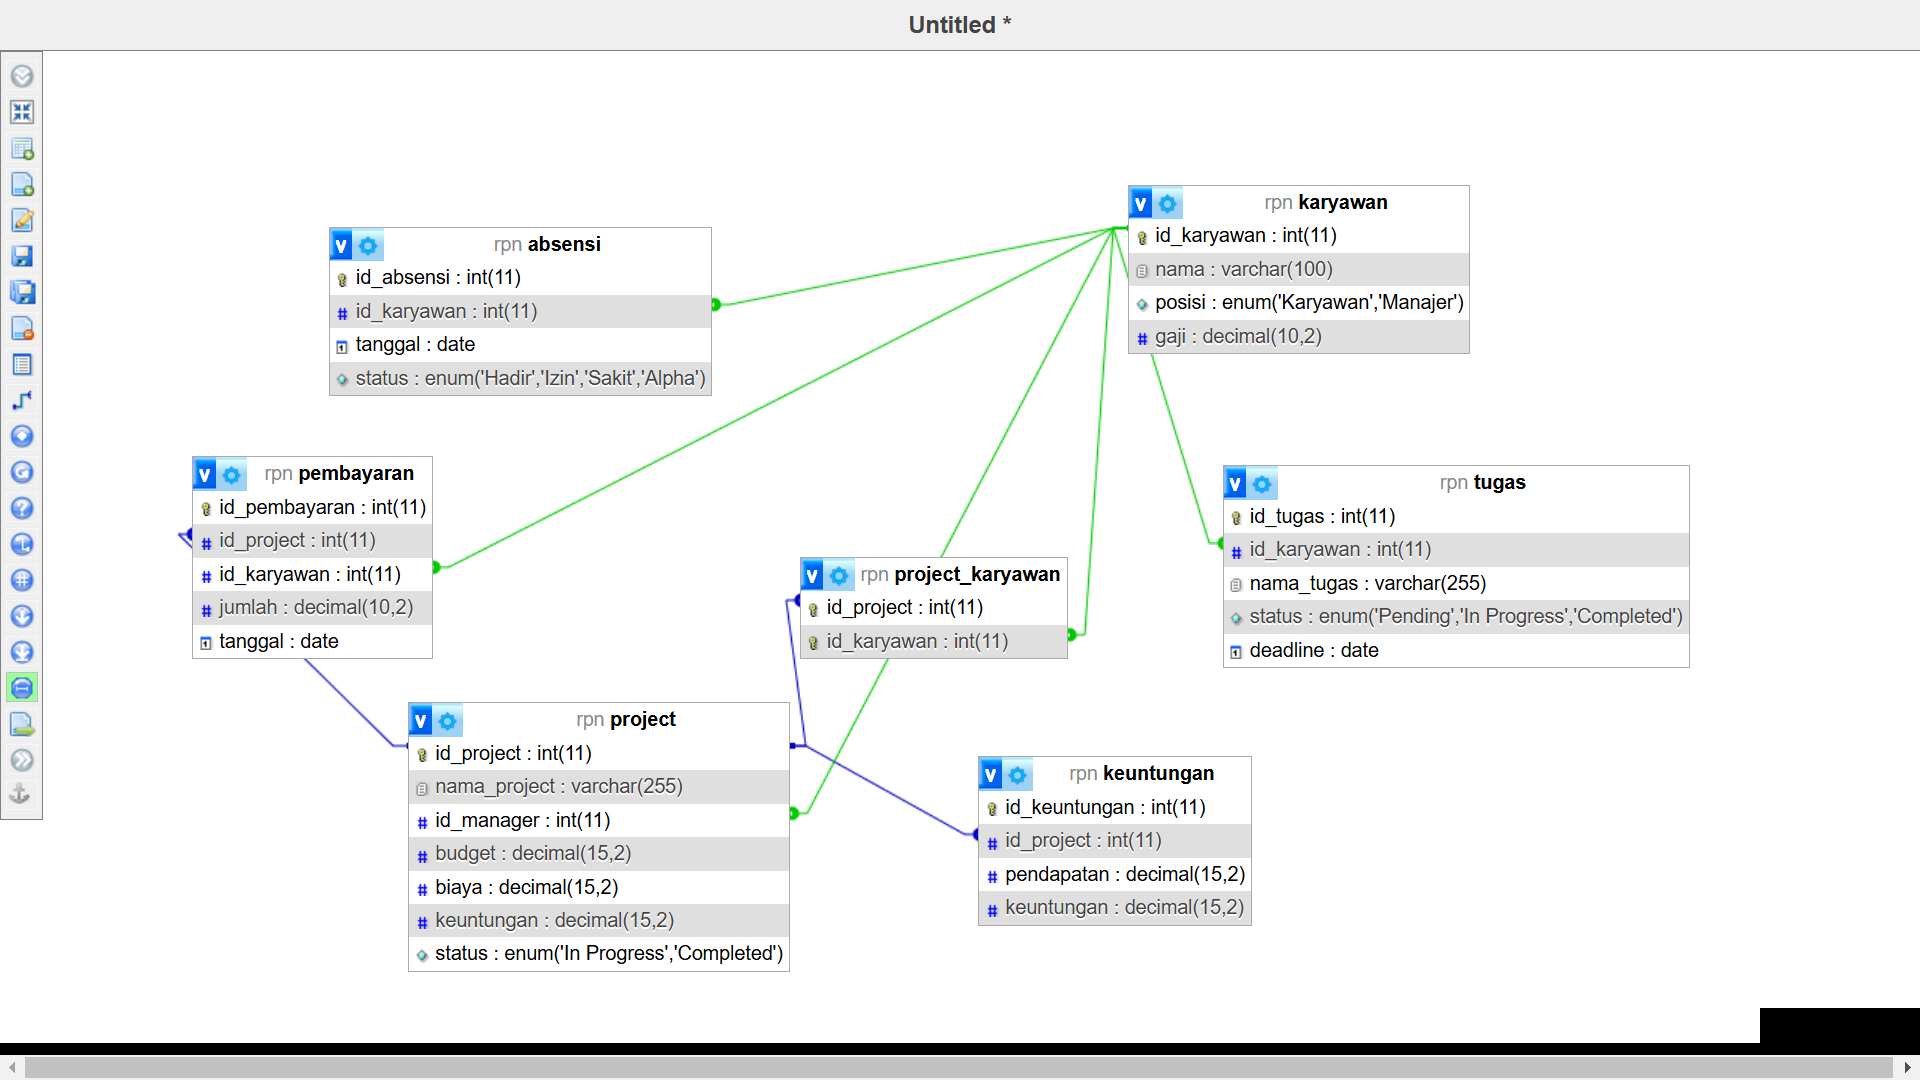 Untitled *
rpn karyawan
id_karyawan : int(11)
nama : varchar(100)
posisi : enum('Karyawan','Manajer')
gaji : decimal(10,2)
rpn absensi
id_absensi : int(11)
id_karyawan : int(11)
tanggal : date
status : enum('Hadir','Izin','Sakit','Alpha')
rpn pembayaran
id_pembayaran : int(11)
id_project : int(11)
id_karyawan : int(11)
jumlah : decimal(10,2)
tanggal : date
rpn tugas
id_tugas : int(11)
id_karyawan : int(11)
nama_tugas : varchar(255)
status : enum('Pending','In Progress','Completed')
deadline : date
rpn project_karyawan
id_project : int(11)
id_karyawan : int(11)
rpn project
id_project : int(11)
nama_project : varchar(255)
id_manager : int(11)
budget : decimal(15,2)
biaya : decimal(15,2)
keuntungan : decimal(15,2)
status : enum('In Progress','Completed')
rpn keuntungan
id_keuntungan : int(11)
id_project : int(11)
pendapatan : decimal(15,2)
keuntungan : decimal(15,2)